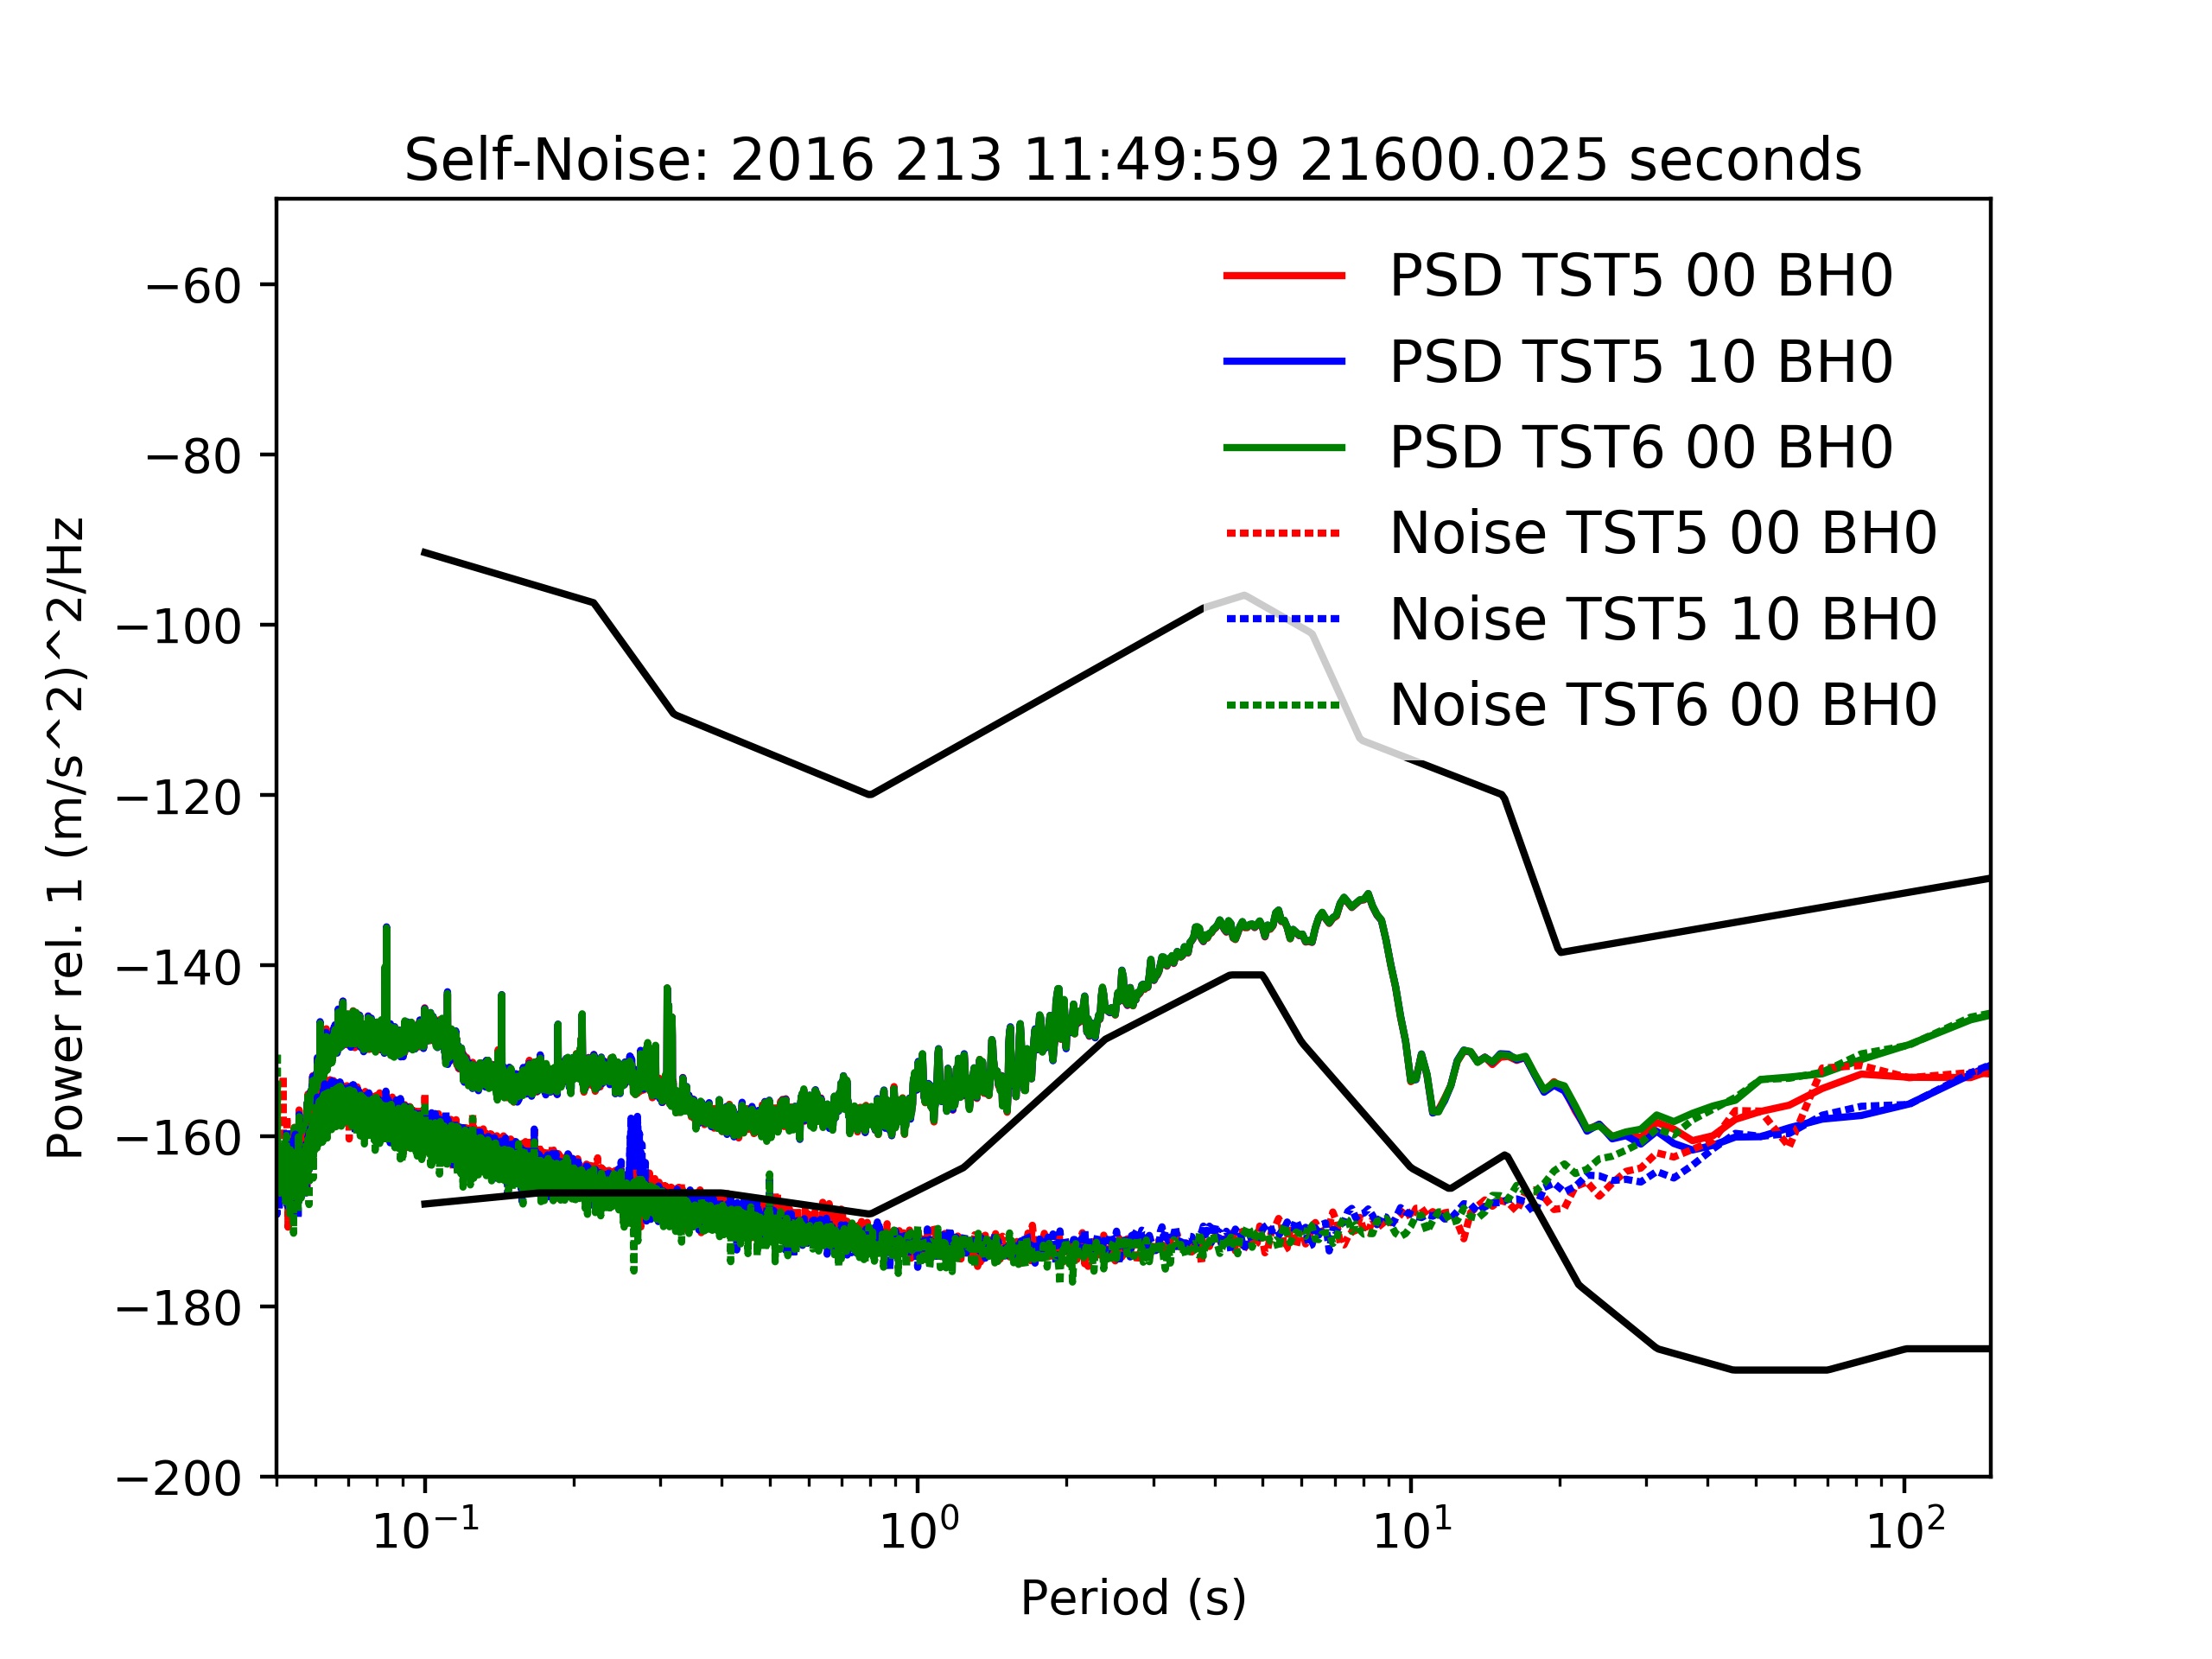 Self-Noise: 2016 213 11:49:59 21600.025 seconds
PSD TST5 00 BH0
PSD TST5 10 BH0
PSD TST6 00 BH0
Noise TST5 00 BH0
Noise TST5 10 BH0
Noise TST6 00 BH0
Power rel. 1 (m/s^2)^2/Hz
−60
−80
−100
−120
−140
−160
−180
−200
10⁻¹ 10⁰ 10¹ 10²
Period (s)